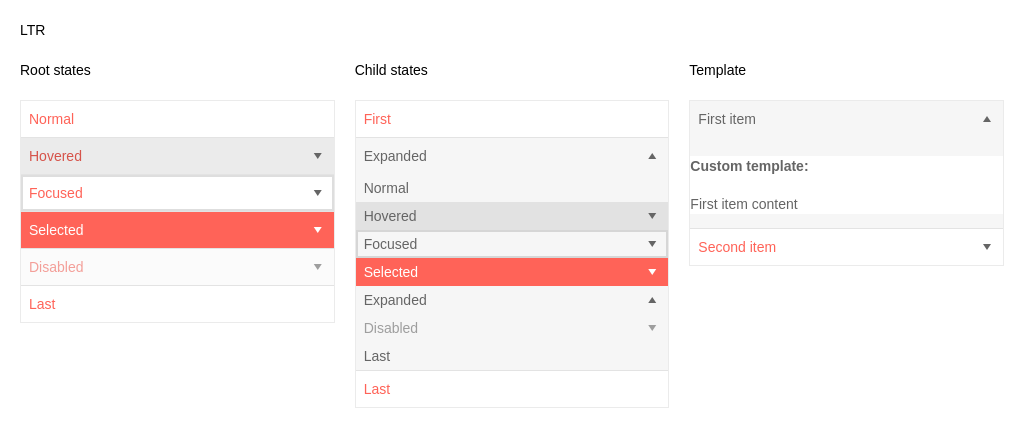 LTR
Root states
Normal
Hovered
Focused
Selected
Disabled
Last
Child states
First
Expanded
Normal
Hovered
Focused
Selected
Expanded
Disabled
Last
Last
Template
First item
Custom template:
First item content
Second item